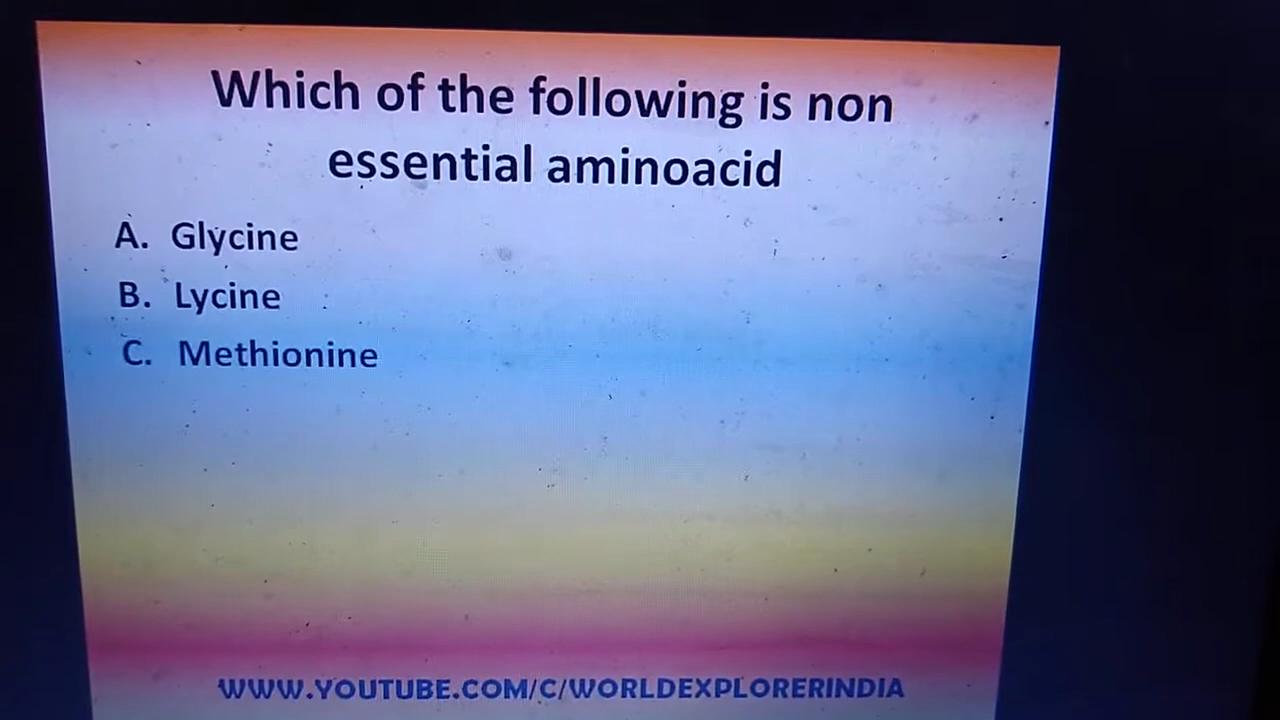 Which of the following is non
essential aminoacid
A. Glycine
B. Lycine
C. Methionine
WWW.YOUTUBE.COM/C/WORLDEXPLORERINDIA